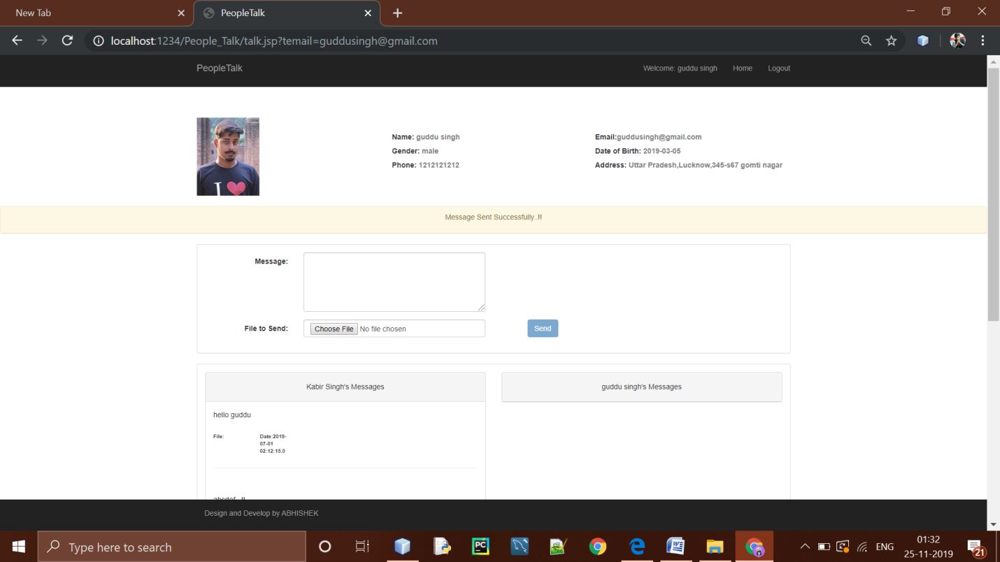 New Tab
PeopleTalk
localhost:1234/People_Talk/talk.jsp?temail=guddusingh@gmail.com
PeopleTalk
Welcome: guddu singh Home Logout
Name: guddu singh
Gender: male
Phone: 1212121212
Email:guddusingh@gmail.com
Date of Birth: 2019-03-05
Address: Uttar Pradesh,Lucknow,345-s67 gomti nagar
I
Message Sent Successfully..!!
Message:
File to Send: Choose File No file chosen Send
Kabir Singh's Messages
hello guddu
File:
Date:2019-
07-01
02:12:15.0
guddu singh's Messages
Design and Develop by ABHISHEK
Type here to search
PC
ENG
01:32
25-11-2019
21